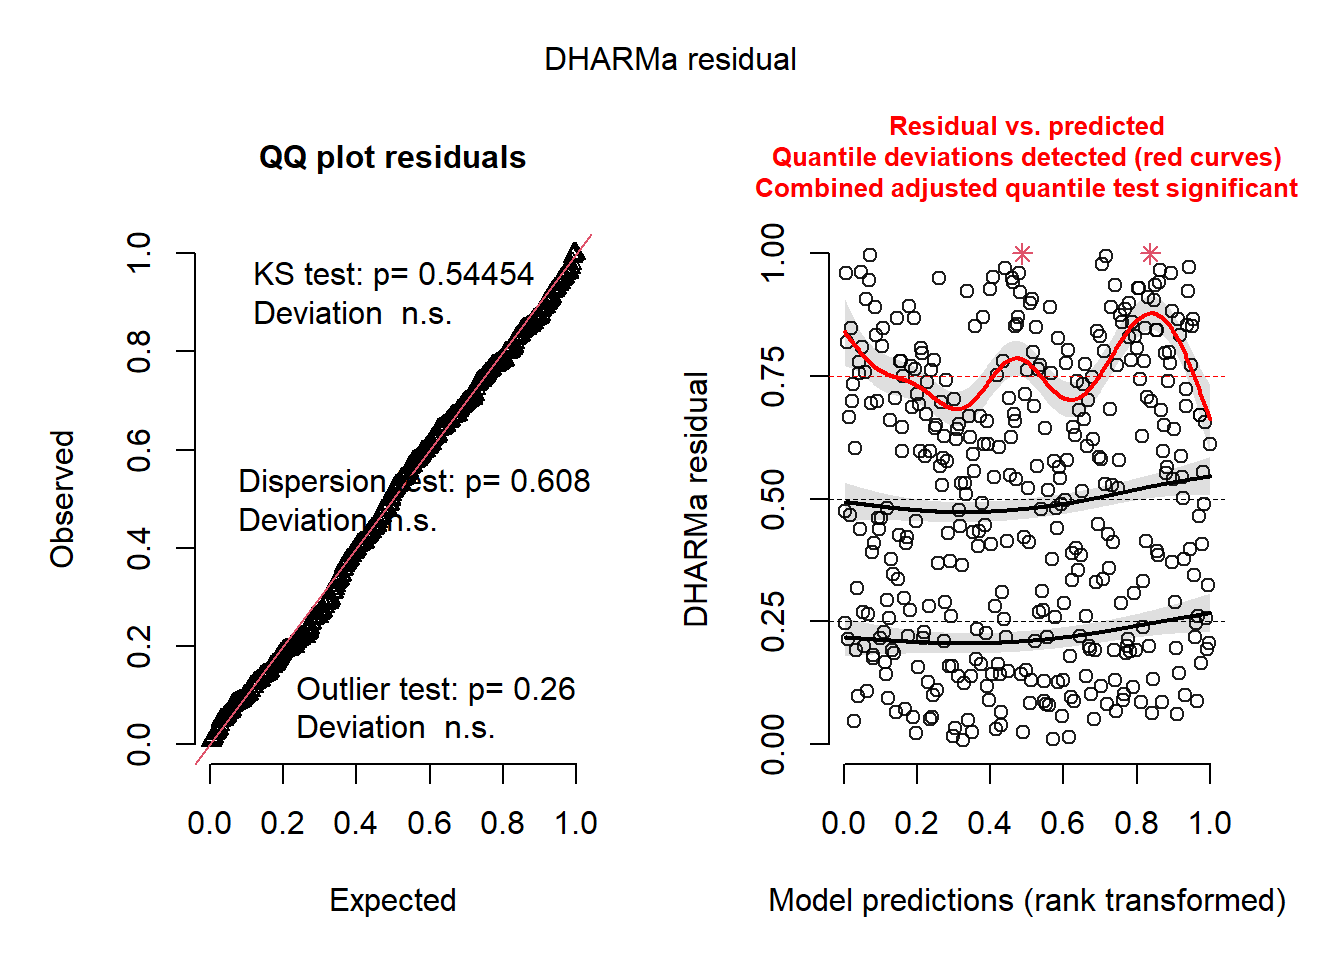 DHARMa residual
QQ plot residuals
KS test: p= 0.54454
Deviation  n.s.
Dispersion test: p= 0.608
Deviation  n.s.
Outlier test: p= 0.26
Deviation  n.s.
Observed
0.0 0.2 0.4 0.6 0.8 1.0
0.0 0.2 0.4 0.6 0.8 1.0
Expected
Residual vs. predicted
Quantile deviations detected (red curves)
Combined adjusted quantile test significant
DHARMa residual
0.00 0.25 0.50 0.75 1.00
0.0 0.2 0.4 0.6 0.8 1.0
Model predictions (rank transformed)